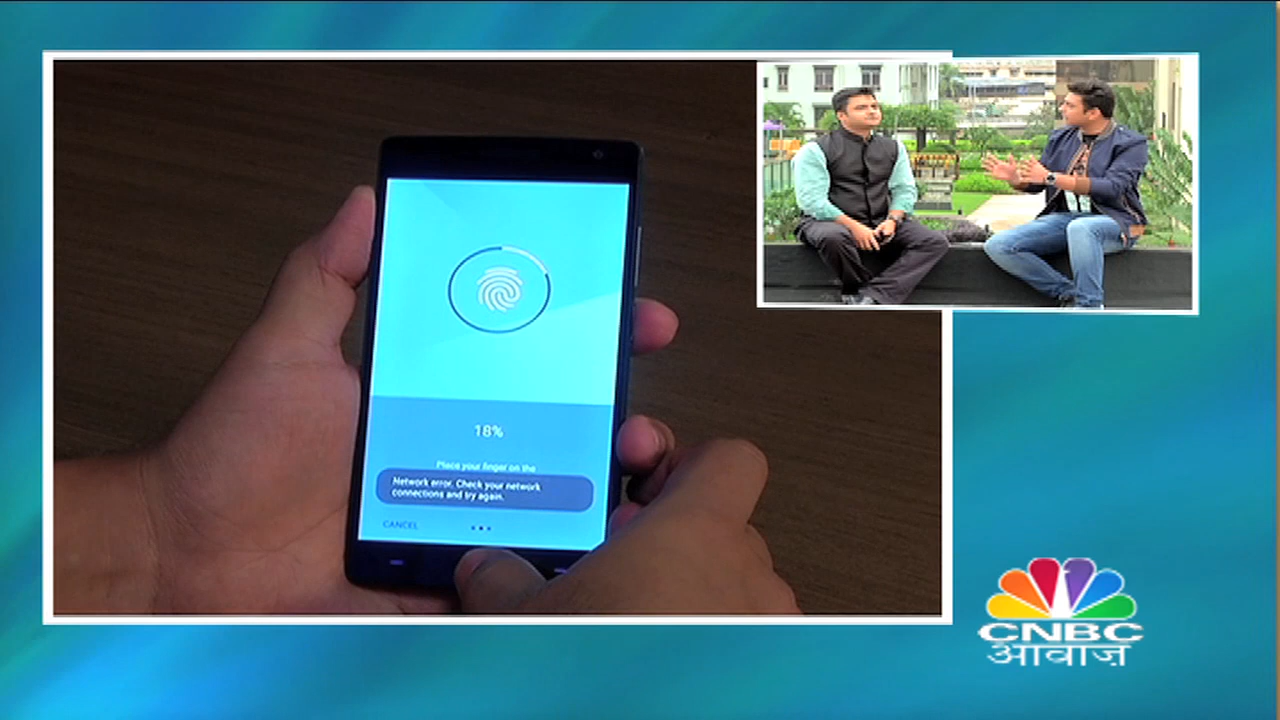 18%
Place your finger on the
Network error. Check your network
connections and try again.
CANCEL
CNBC
आवाज़